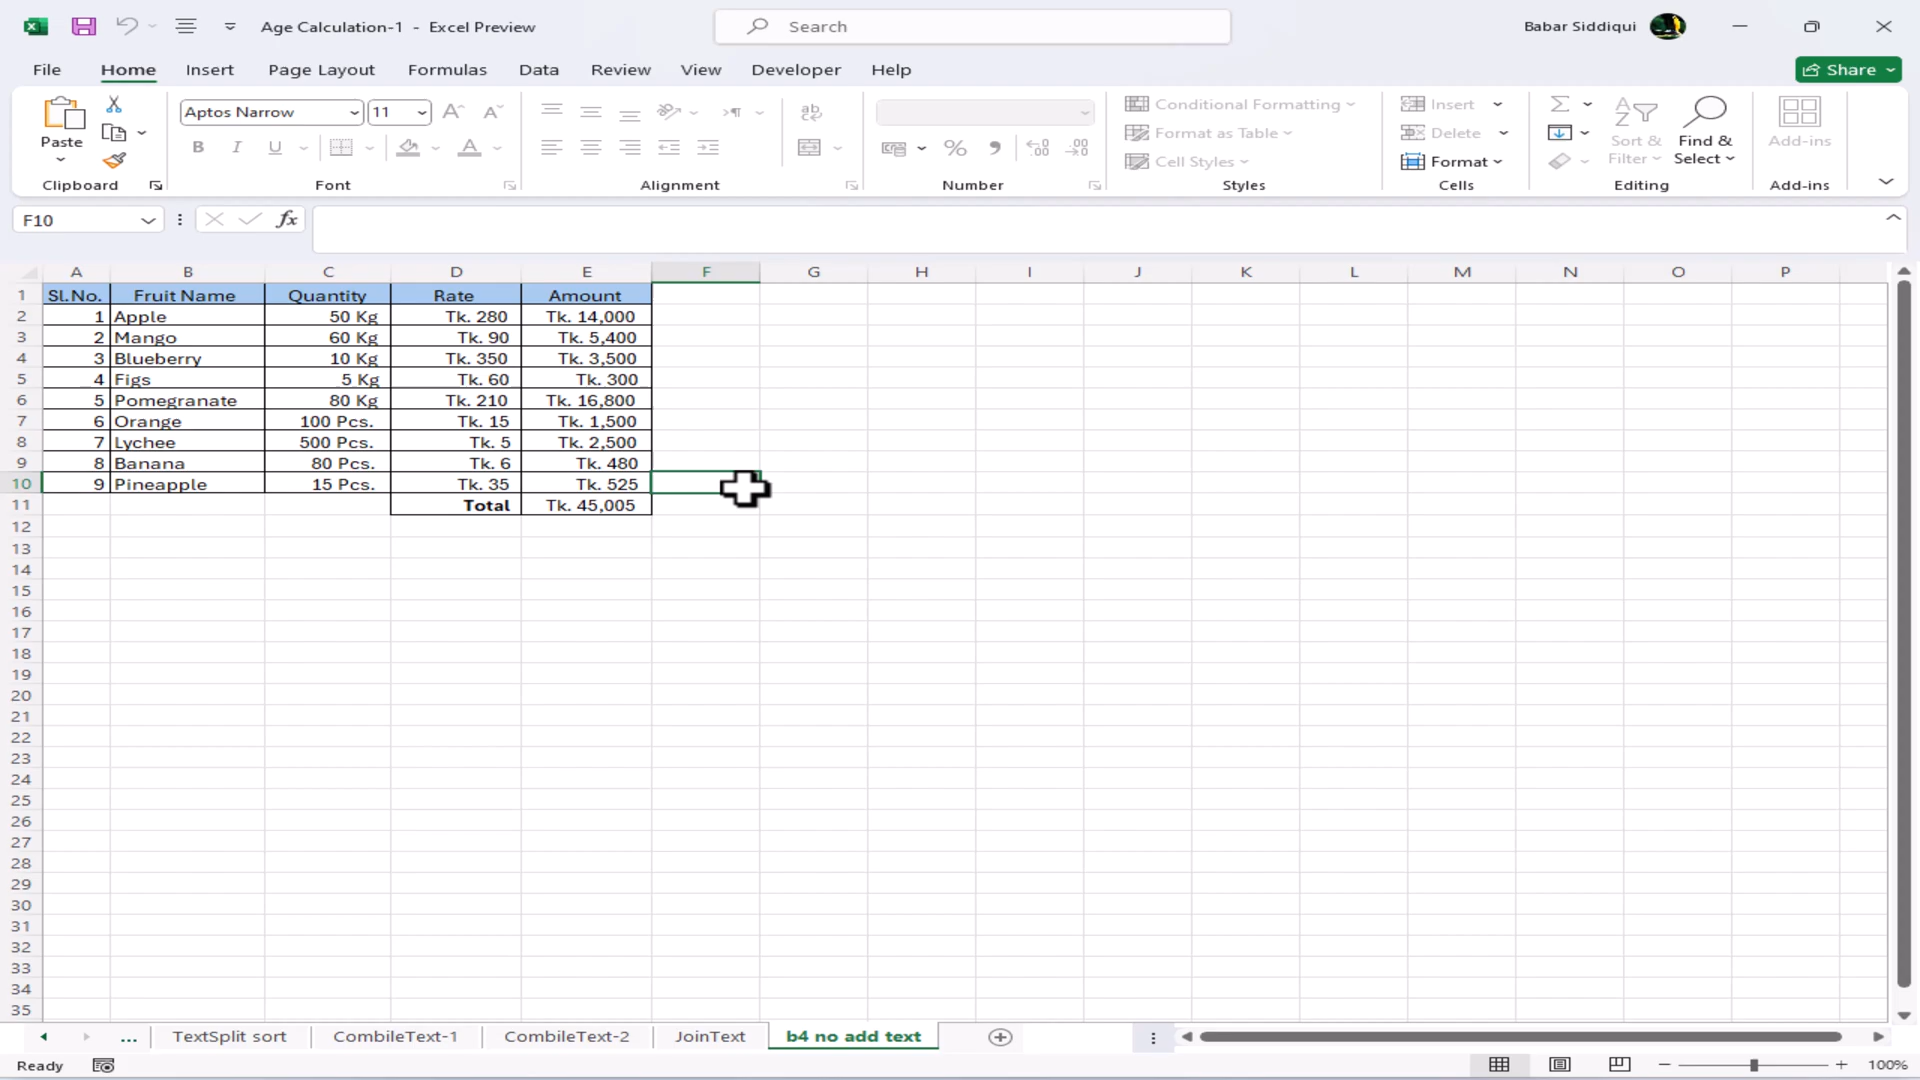 Age Calculation-1 - Excel Preview
Search
Babar Siddiqui
File Home Insert Page Layout Formulas Data Review View Developer Help
Share
Paste
Aptos Narrow 11
Conditional Formatting
Format as Table
Cell Styles
Insert
Delete
Format
Sort & Filter
Find & Select
Add-ins
Clipboard Font Alignment Number Styles Cells Editing Add-ins
F10 fx
A B C D E F G H I J K L M N O P
1 Sl.No. Fruit Name Quantity Rate Amount
2 1 Apple 50 Kg Tk. 280 Tk. 14,000
3 2 Mango 60 Kg Tk. 90 Tk. 5,400
4 3 Blueberry 10 Kg Tk. 350 Tk. 3,500
5 4 Figs 5 Kg Tk. 60 Tk. 300
6 5 Pomegranate 80 Kg Tk. 210 Tk. 16,800
7 6 Orange 100 Pcs. Tk. 15 Tk. 1,500
8 7 Lychee 500 Pcs. Tk. 5 Tk. 2,500
9 8 Banana 80 Pcs. Tk. 6 Tk. 480
10 9 Pineapple 15 Pcs. Tk. 35 Tk. 525
11 Total Tk. 45,005
12
13
14
15
16
17
18
19
20
21
22
23
24
25
26
27
28
29
30
31
32
33
34
35
... TextSplit sort CombileText-1 CombileText-2 JoinText b4 no add text
Ready
100%